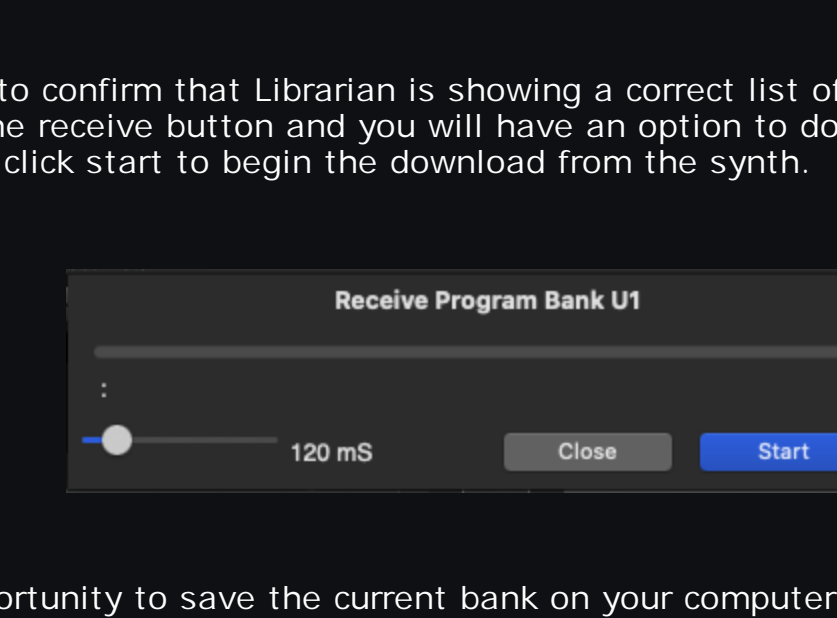 to confirm that Librarian is showing a correct list of
he receive button and you will have an option to do
click start to begin the download from the synth.
Receive Program Bank U1
:
120 mS Close Start
ortunity to save the current bank on your computer